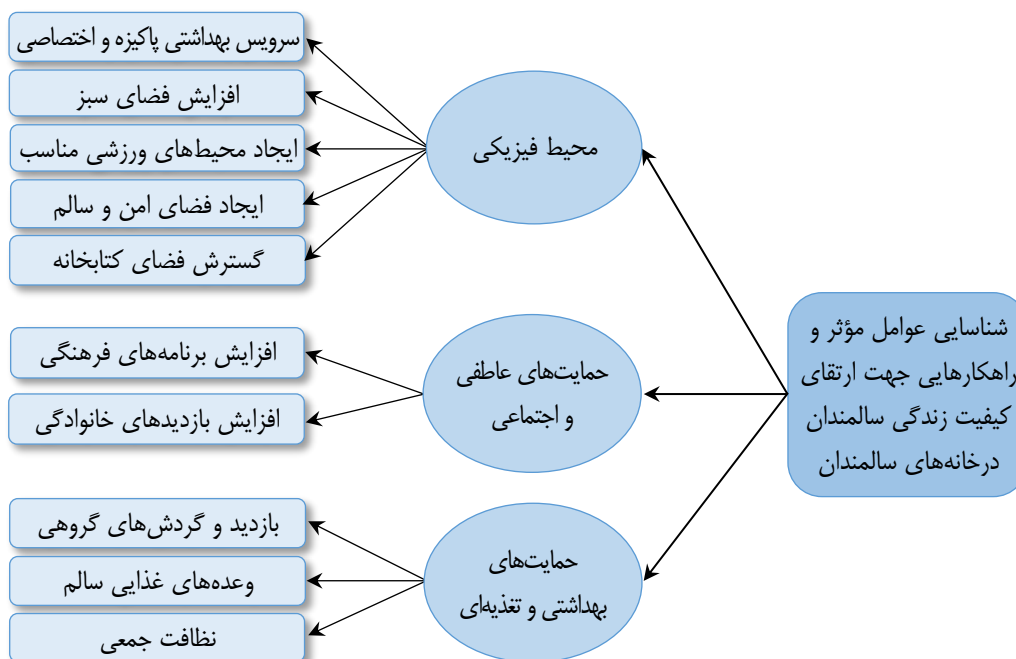 شناسایی عوامل مؤثر و
راهکارهایی جهت ارتقای
کیفیت زندگی سالمندان
درخانه‌های سالمندان
محیط فیزیکی
سرویس بهداشتی پاکیزه و اختصاصی
افزایش فضای سبز
ایجاد محیط‌های ورزشی مناسب
ایجاد فضای امن و سالم
گسترش فضای کتابخانه
حمایت‌های عاطفی
و اجتماعی
افزایش برنامه‌های فرهنگی
افزایش بازدیدهای خانوادگی
حمایت‌های
بهداشتی و تغذیه‌ای
بازدید و گردش‌های گروهی
وعده‌های غذایی سالم
نظافت جمعی